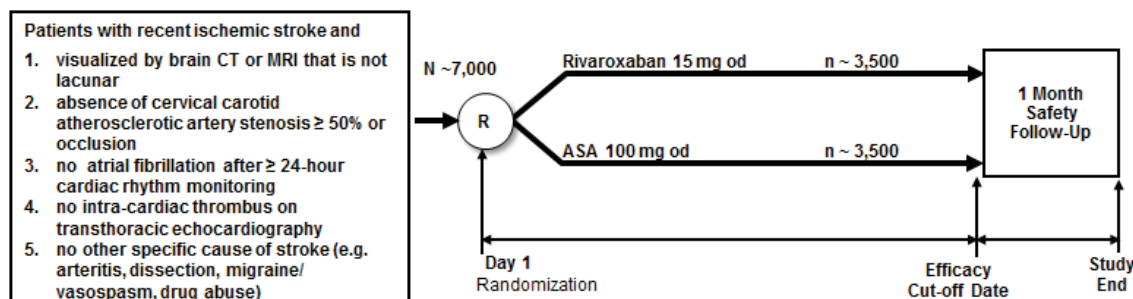 Patients with recent ischemic stroke and
1. visualized by brain CT or MRI that is not
lacunar
2. absence of cervical carotid
atherosclerotic artery stenosis ≥ 50% or
occlusion
3. no atrial fibrillation after ≥ 24-hour
cardiac rhythm monitoring
4. no intra-cardiac thrombus on
transthoracic echocardiography
5. no other specific cause of stroke (e.g.
arteritis, dissection, migraine/
vasospasm, drug abuse)
N ~7,000
R
Rivaroxaban 15 mg od n ~ 3,500
ASA 100 mg od n ~ 3,500
1 Month
Safety
Follow-Up
Day 1
Randomization
Efficacy
Cut-off Date
Study
End